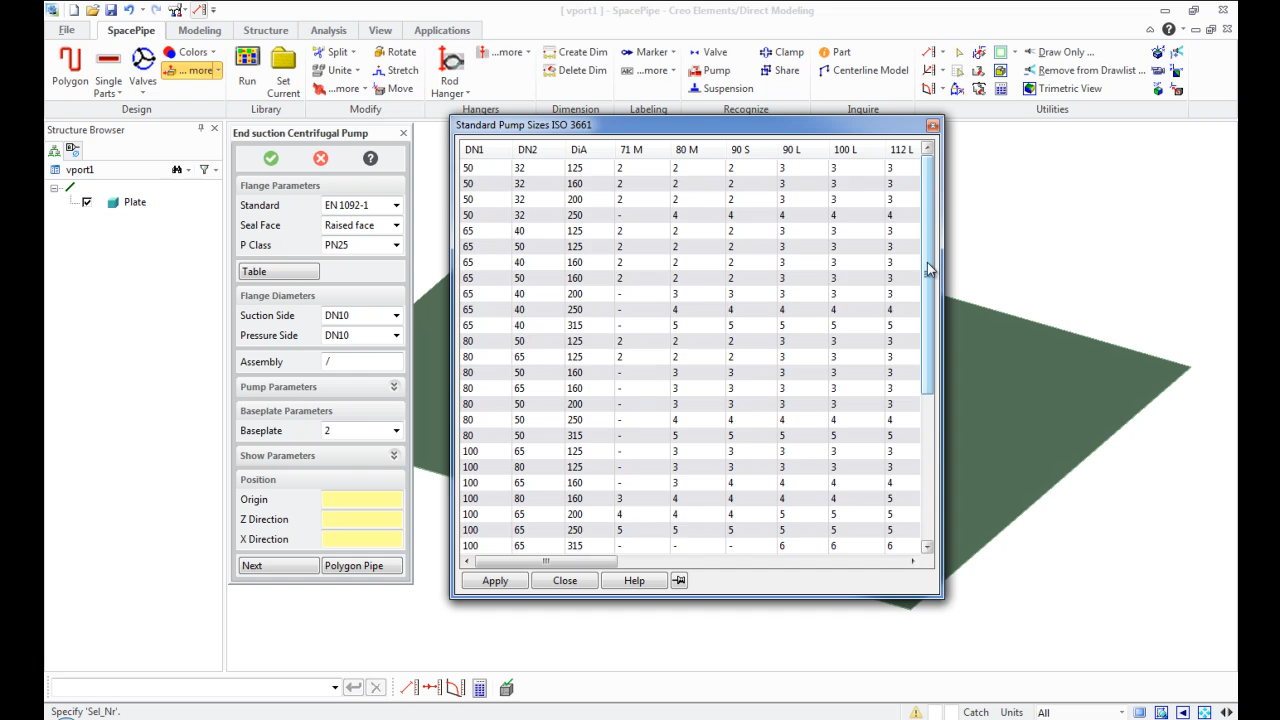 [ vport1 ] - SpacePipe - Creo Elements/Direct Modeling
File SpacePipe Modeling Structure Analysis View Applications
Colors Split Rotate ...more Create Dim Marker Valve Clamp Part Draw Only ...
Polygon Single Parts Valves ... more Run Set Current Unite Stretch Rod Hanger Delete Dim ...more Pump Share Centerline Model Remove from Drawlist ...
...more Move Suspension Trimetric View
Design Library Modify Hangers Dimension Labeling Recognize Inquire Utilities
Structure Browser
vport1
Plate
End suction Centrifugal Pump
Flange Parameters
Standard EN 1092-1
Seal Face Raised face
P Class PN25
Table
Flange Diameters
Suction Side DN10
Pressure Side DN10
Assembly /
Pump Parameters
Baseplate Parameters
Baseplate 2
Show Parameters
Position
Origin
Z Direction
X Direction
Next Polygon Pipe
Standard Pump Sizes ISO 3661
DN1 DN2 DiA 71 M 80 M 90 S 90 L 100 L 112 L
50 32 125 2 2 2 3 3 3
50 32 160 2 2 2 3 3 3
50 32 200 2 2 2 3 3 3
50 32 250 - 4 4 4 4 4
65 40 125 2 2 2 3 3 3
65 50 125 2 2 2 3 3 3
65 40 160 2 2 2 3 3 3
65 50 160 2 2 2 3 3 3
65 40 200 - 3 3 3 3 3
65 40 250 - 4 4 4 4 4
65 40 315 - 5 5 5 5 5
80 50 125 2 2 2 3 3 3
80 65 125 2 2 2 3 3 3
80 50 160 - 3 3 3 3 3
80 65 160 - 3 3 3 3 3
80 50 200 - 3 3 3 3 3
80 50 250 - 4 4 4 4 4
80 50 315 - 5 5 5 5 5
100 65 125 - 3 3 3 3 3
100 80 125 - 3 3 3 3 3
100 65 160 - 3 4 4 4 4
100 80 160 3 4 4 4 4 5
100 65 200 4 4 4 5 5 5
100 65 250 5 5 5 5 5 5
100 65 315 - - - 6 6 6
Apply Close Help
Specify 'Sel_Nr'. Catch Units All